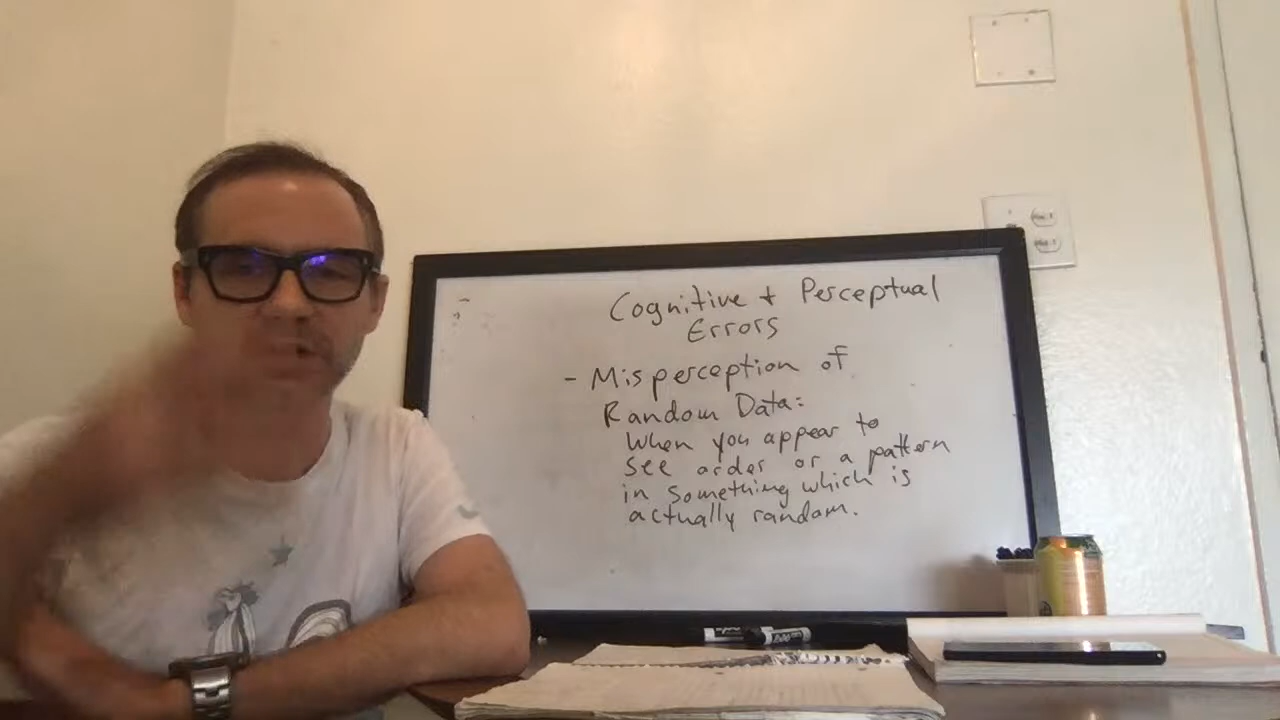 Cognitive + Perceptual
Errors
- Misperception of
Random Data:
When you appear to
see order or a pattern
in something which is
actually random.